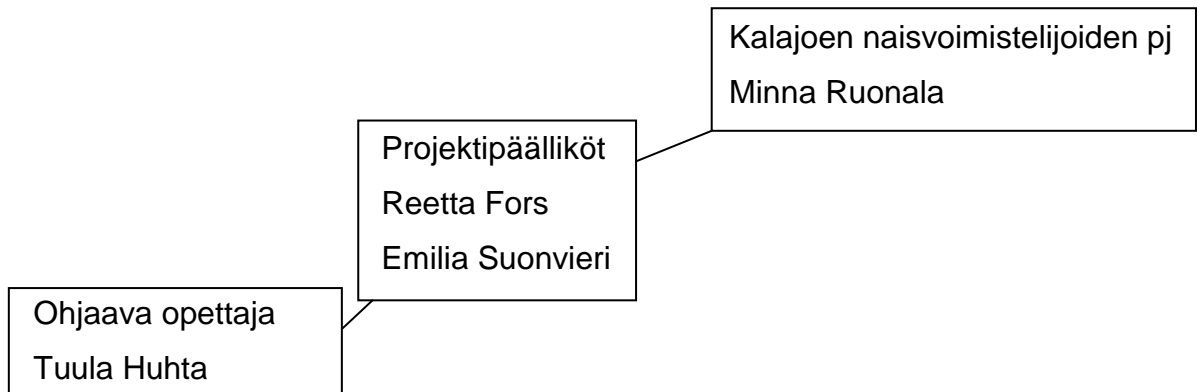 Kalajoen naisvoimistelijoiden pj
Minna Ruonala
Projektipäälliköt
Reetta Fors
Emilia Suonvieri
Ohjaava opettaja
Tuula Huhta